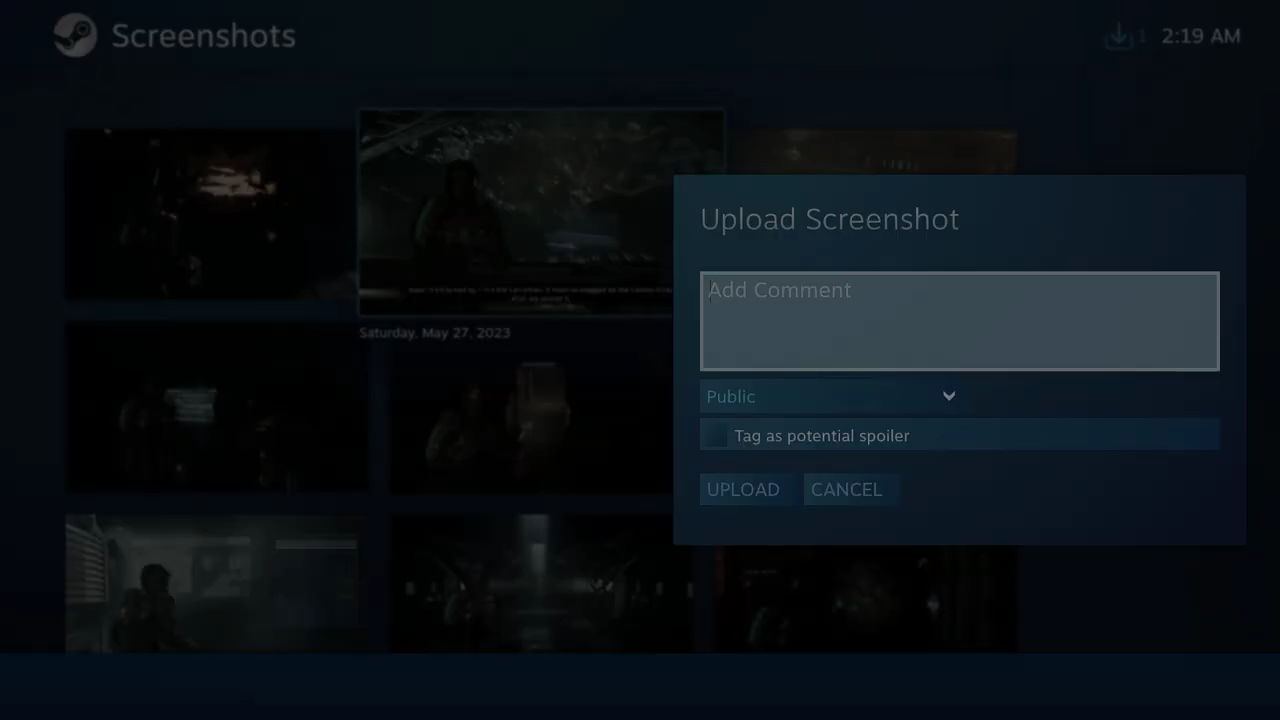 Screenshots
1 2:19 AM
Saturday, May 27, 2023
Upload Screenshot
Add Comment
Public
Tag as potential spoiler
UPLOAD CANCEL